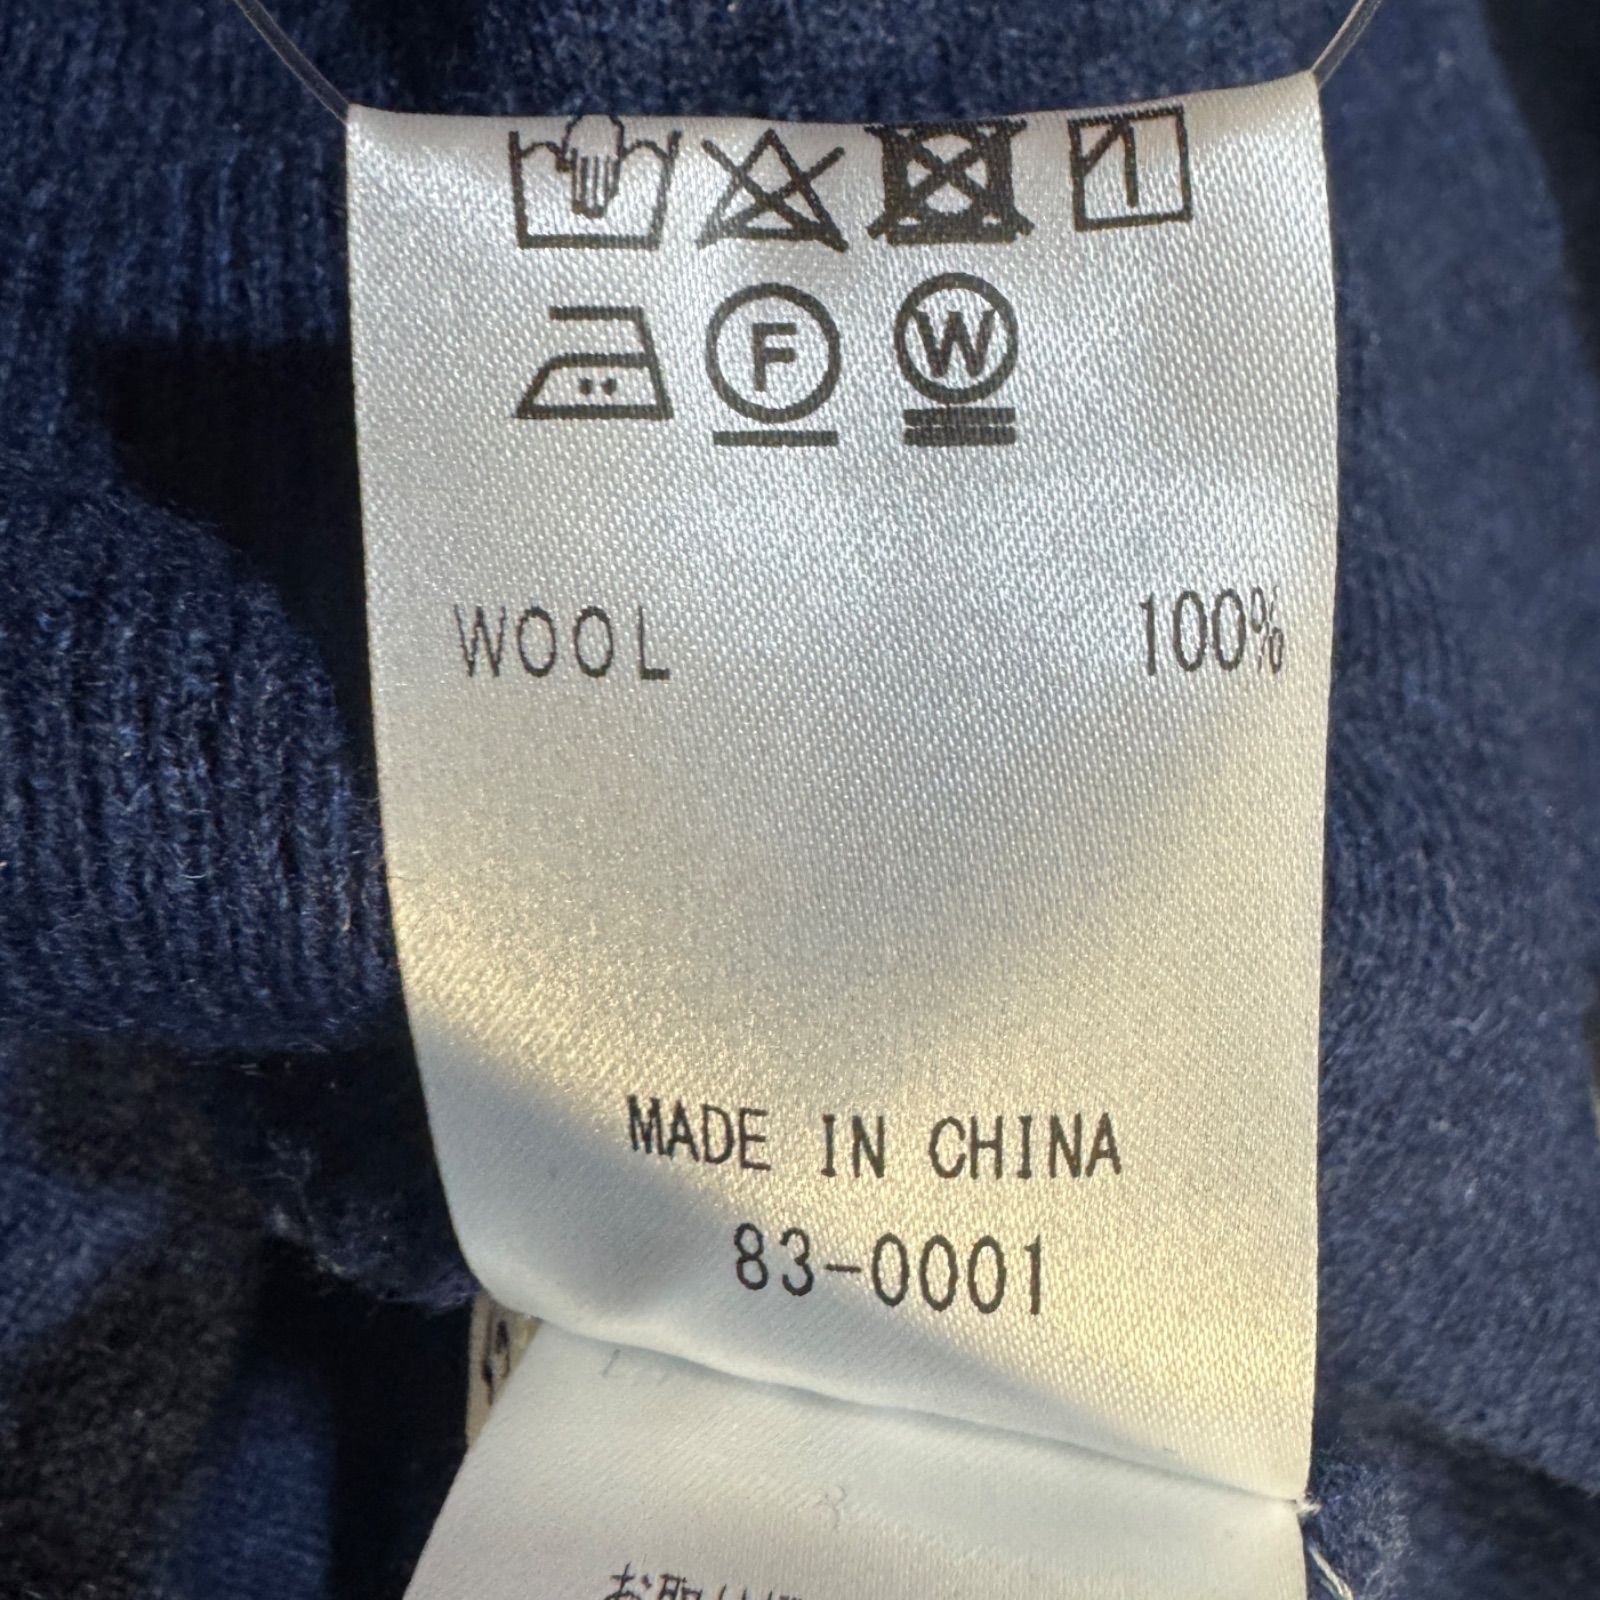 F W
WOOL 100%
MADE IN CHINA
83-0001